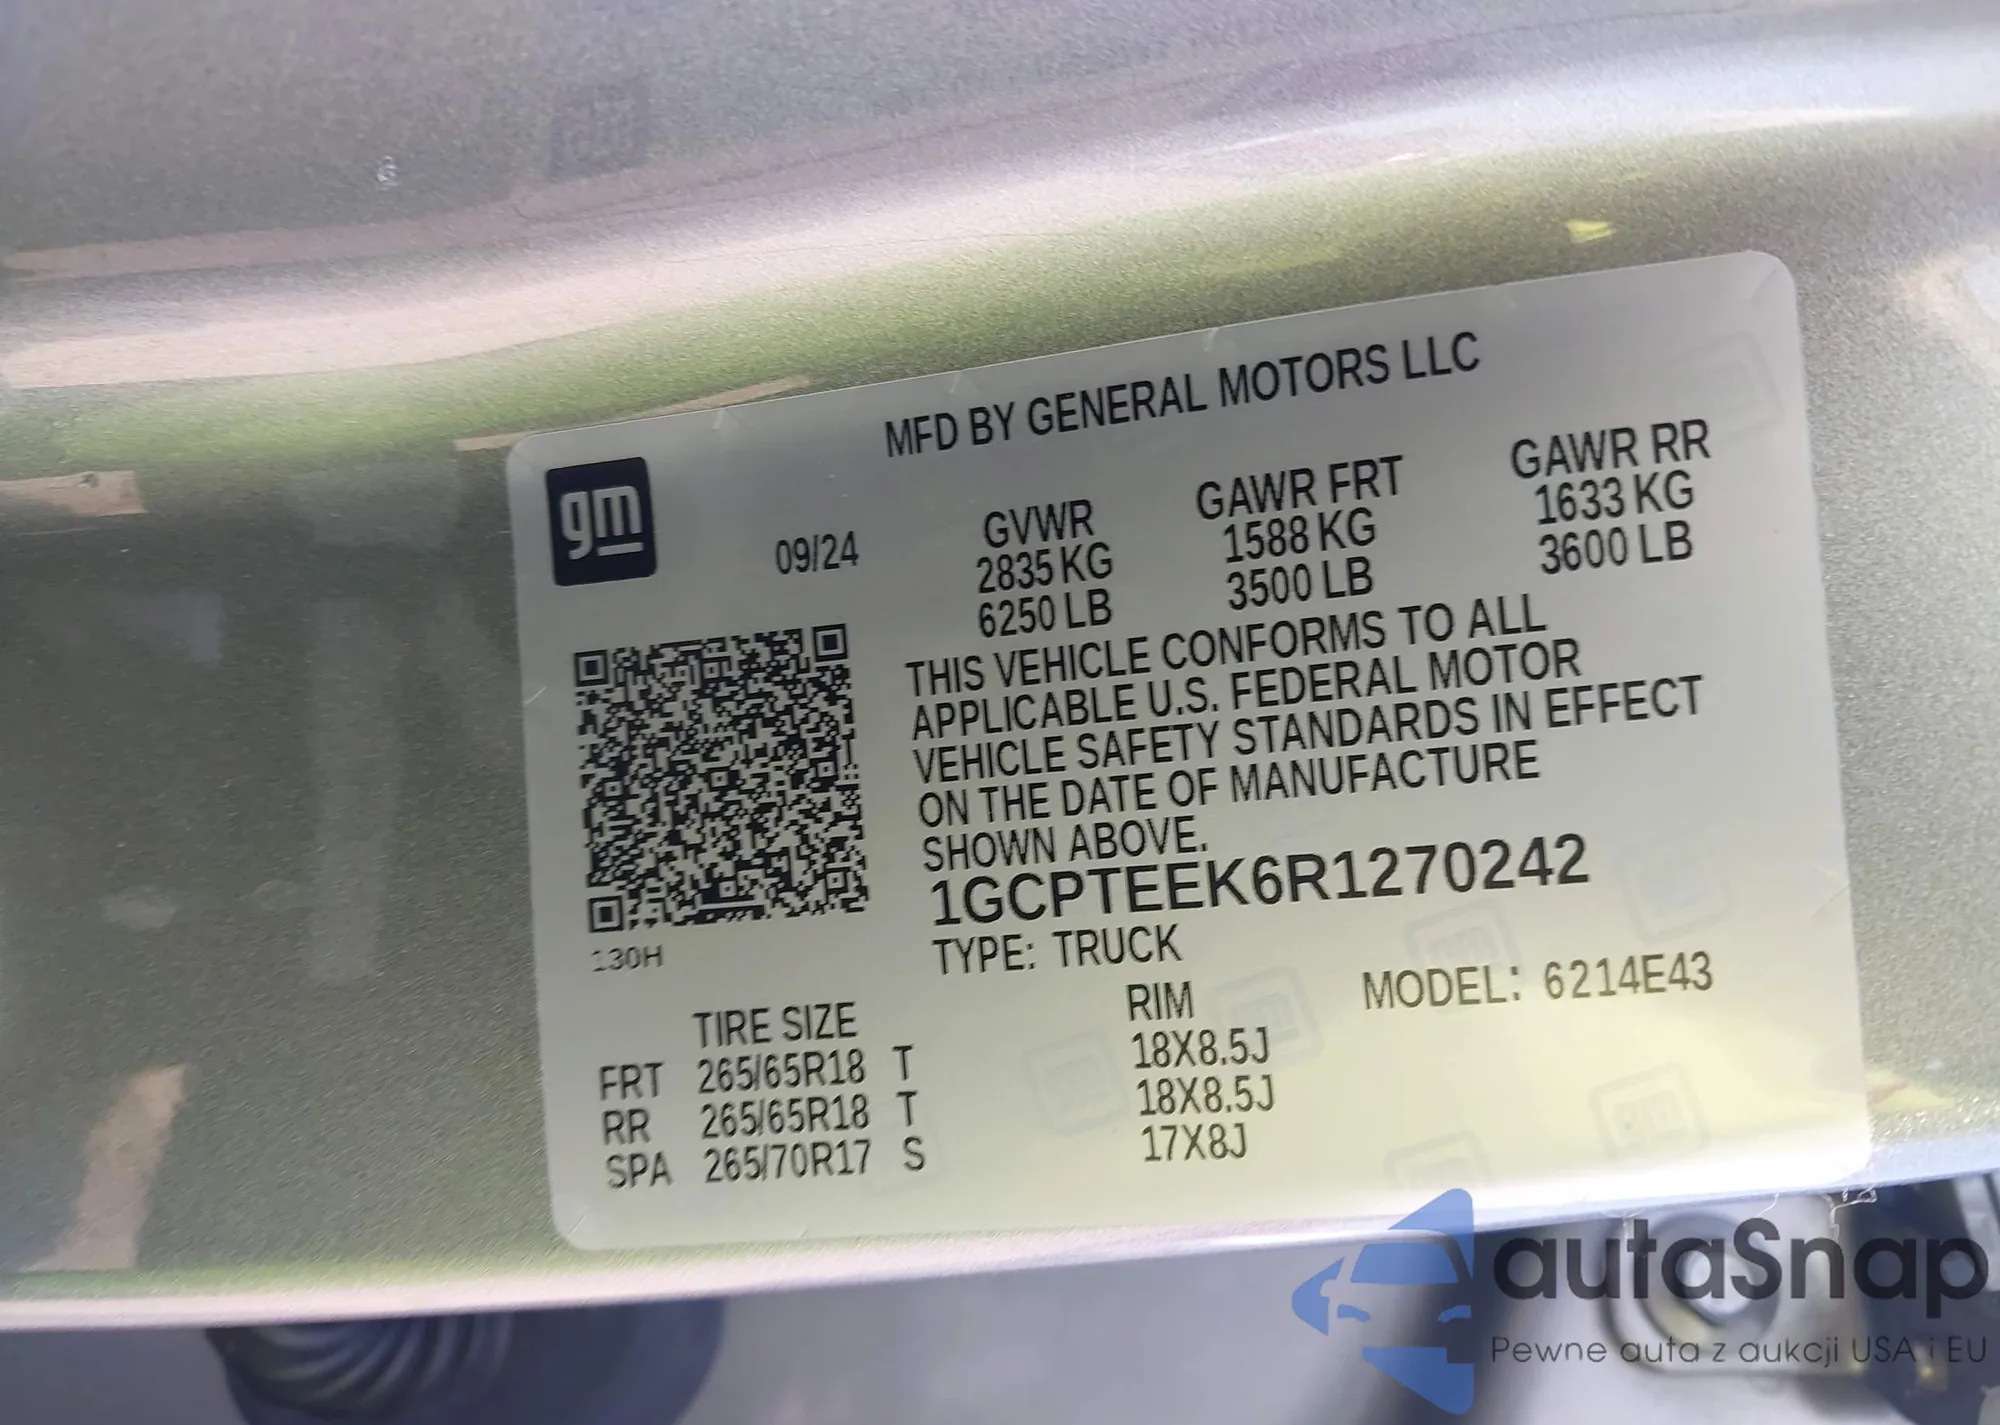 MFD BY GENERAL MOTORS LLC
gm
09/24
GVWR
2835 KG
6250 LB
GAWR FRT
1588 KG
3500 LB
GAWR RR
1633 KG
3600 LB
THIS VEHICLE CONFORMS TO ALL
APPLICABLE U.S. FEDERAL MOTOR
VEHICLE SAFETY STANDARDS IN EFFECT
ON THE DATE OF MANUFACTURE
SHOWN ABOVE.
1GCPTEEK6R1270242
130H
TYPE: TRUCK
MODEL: 6214E43
TIRE SIZE RIM
FRT 265/65R18 T 18X8.5J
RR 265/65R18 T 18X8.5J
SPA 265/70R17 S 17X8J
autaSnap
Pewne auta z aukcji USA i EU